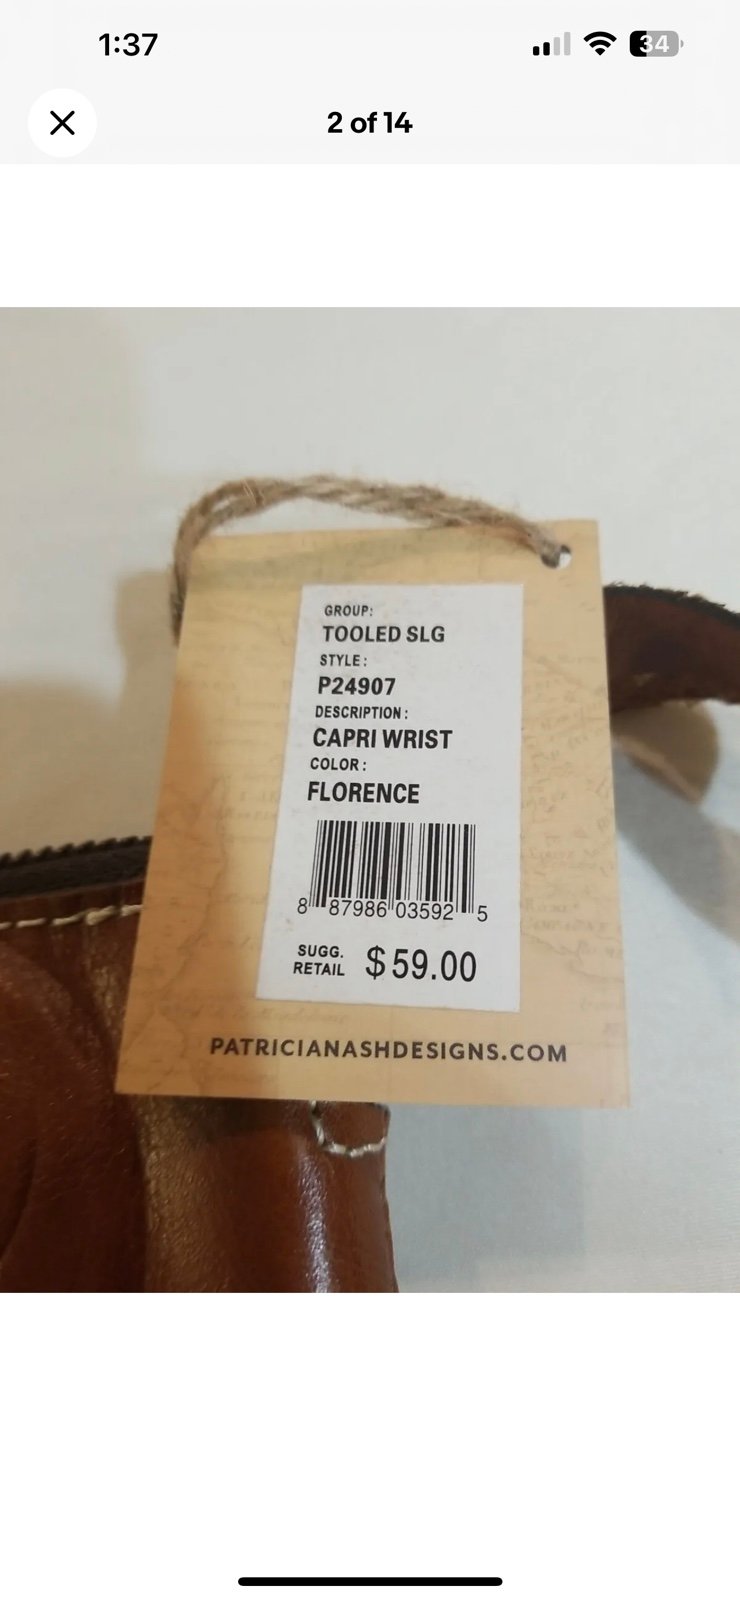 1:37
34
2 of 14
GROUP:
TOOLED SLG
STYLE:
P24907
DESCRIPTION:
CAPRI WRIST
COLOR:
FLORENCE
8 87986 03592 5
SUGG.
RETAIL $59.00
PATRICIANASHDESIGNS.COM